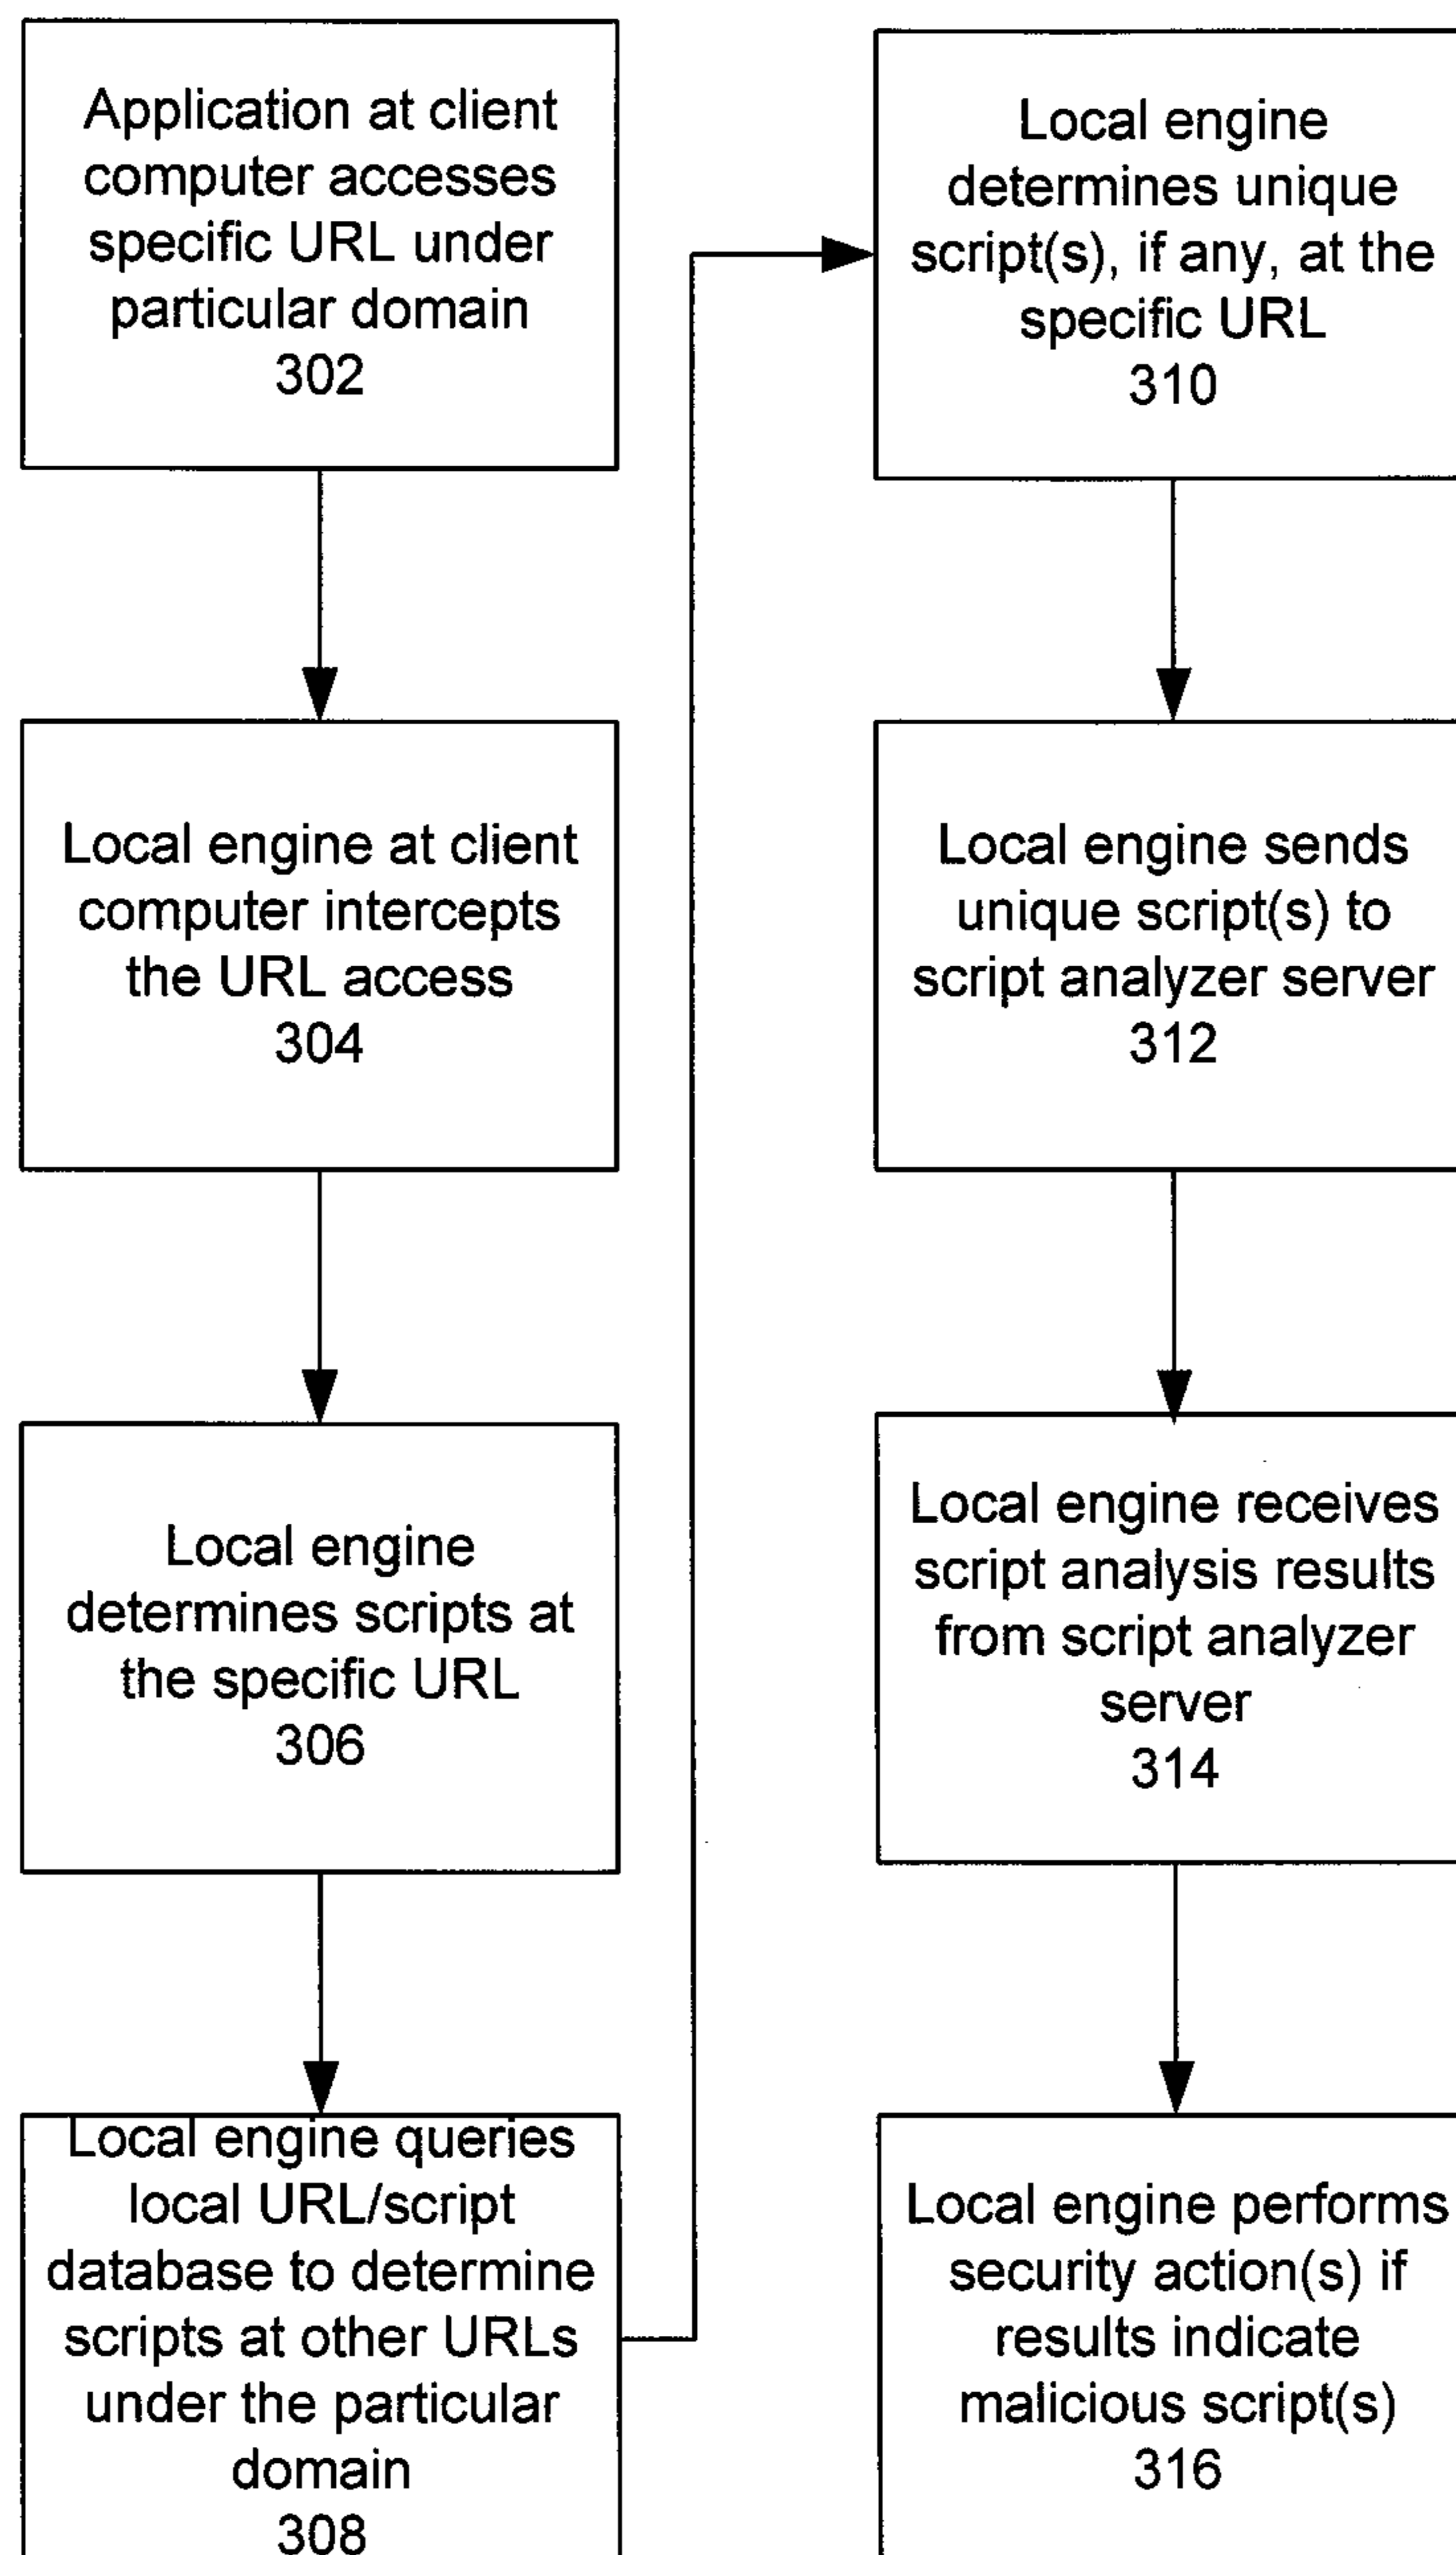 Application at client
computer accesses
specific URL under
particular domain
302
Local engine at client
computer intercepts
the URL access
304
Local engine
determines scripts at
the specific URL
306
Local engine queries
local URL/script
database to determine
scripts at other URLs
under the particular
domain
308
Local engine
determines unique
script(s), if any, at the
specific URL
310
Local engine sends
unique script(s) to
script analyzer server
312
Local engine receives
script analysis results
from script analyzer
server
314
Local engine performs
security action(s) if
results indicate
malicious script(s)
316